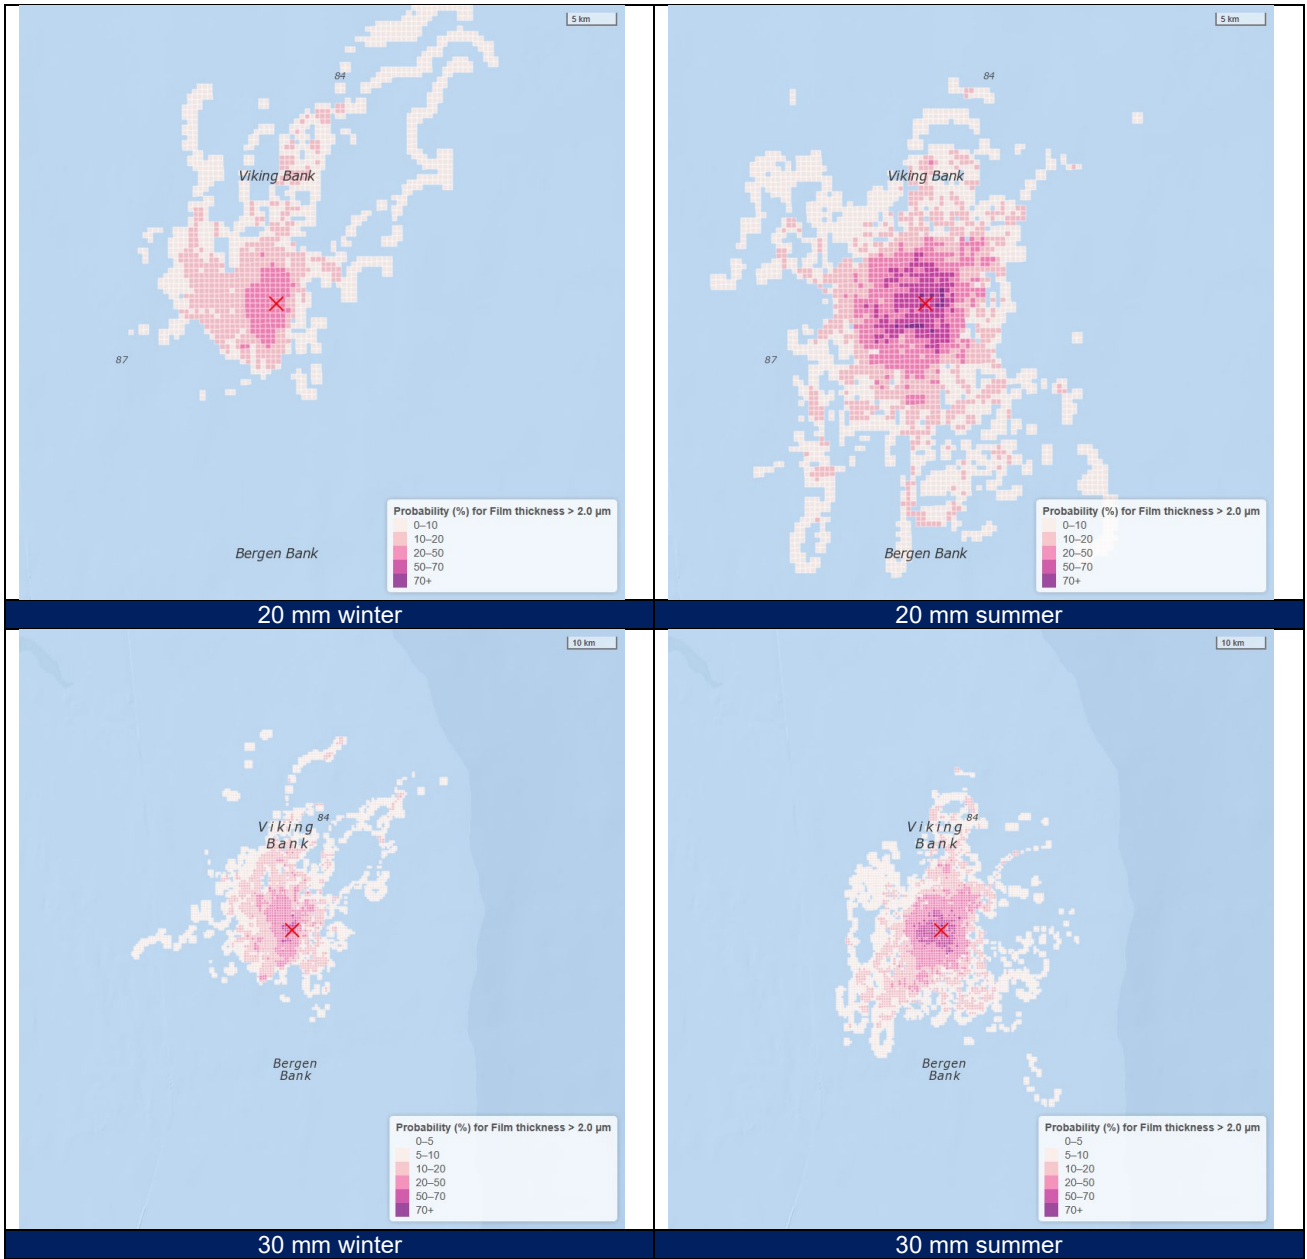 5 km
84
Viking Bank
87
Probability (%) for Film thickness > 2.0 µm
0–10
10–20
20–50
50–70
70+
Bergen Bank
20 mm winter
5 km
84
Viking Bank
87
Probability (%) for Film thickness > 2.0 µm
0–10
10–20
20–50
50–70
70+
Bergen Bank
20 mm summer
10 km
84
Viking
Bank
Bergen
Bank
Probability (%) for Film thickness > 2.0 µm
0–5
5–10
10–20
20–50
50–70
70+
30 mm winter
10 km
84
Viking
Bank
Bergen
Bank
Probability (%) for Film thickness > 2.0 µm
0–5
5–10
10–20
20–50
50–70
70+
30 mm summer